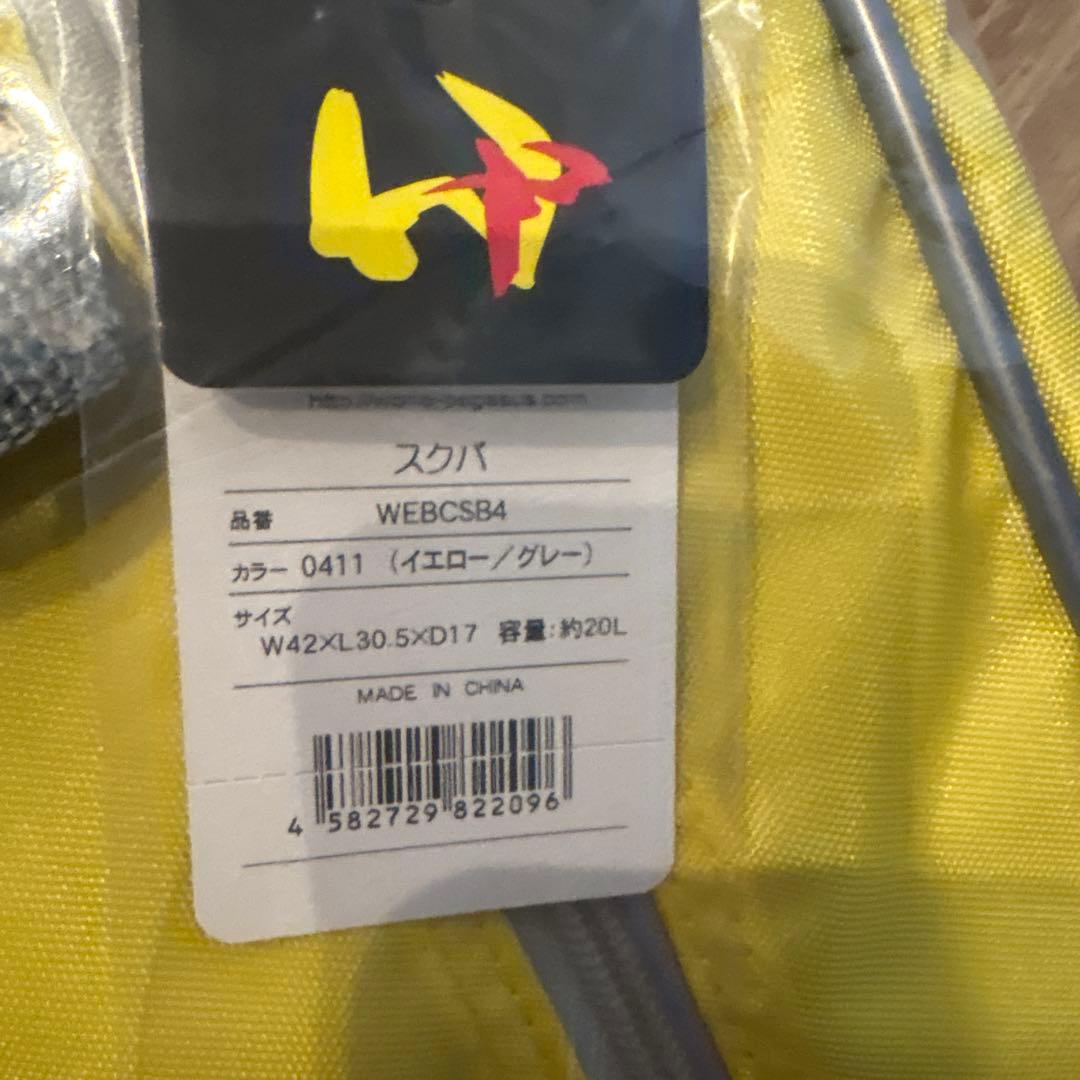 スクバ
品番 WEBCSB4
カラー 0411 (イエロー/グレー)
サイズ
W42×L30.5×D17 容量:約20L
MADE IN CHINA
4 582729 822096